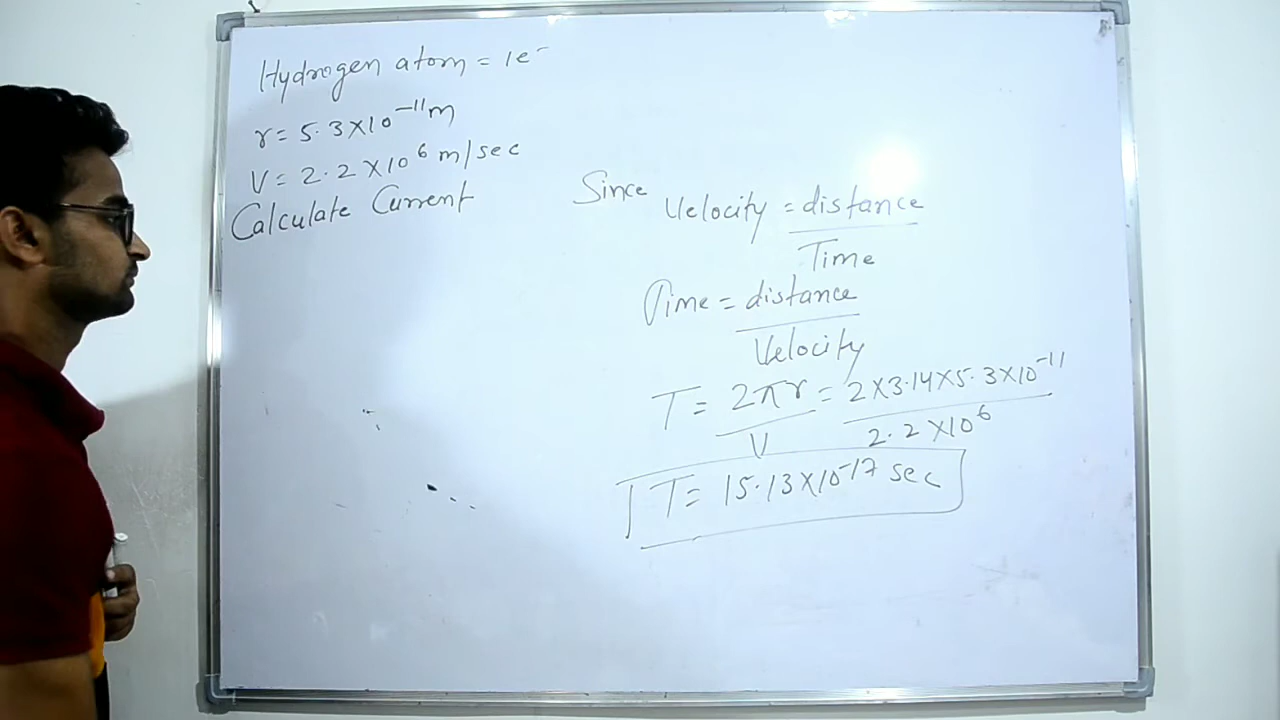 Hydrogen atom = 1e⁻
r = 5.3×10⁻¹¹m
V = 2.2×10⁶ m/sec
Calculate Current
Since Velocity = distance
Time
Time = distance
Velocity
T = 2πr = 2×3.14×5.3×10⁻¹¹
V 2.2×10⁶
T = 15.13×10⁻¹⁷ sec